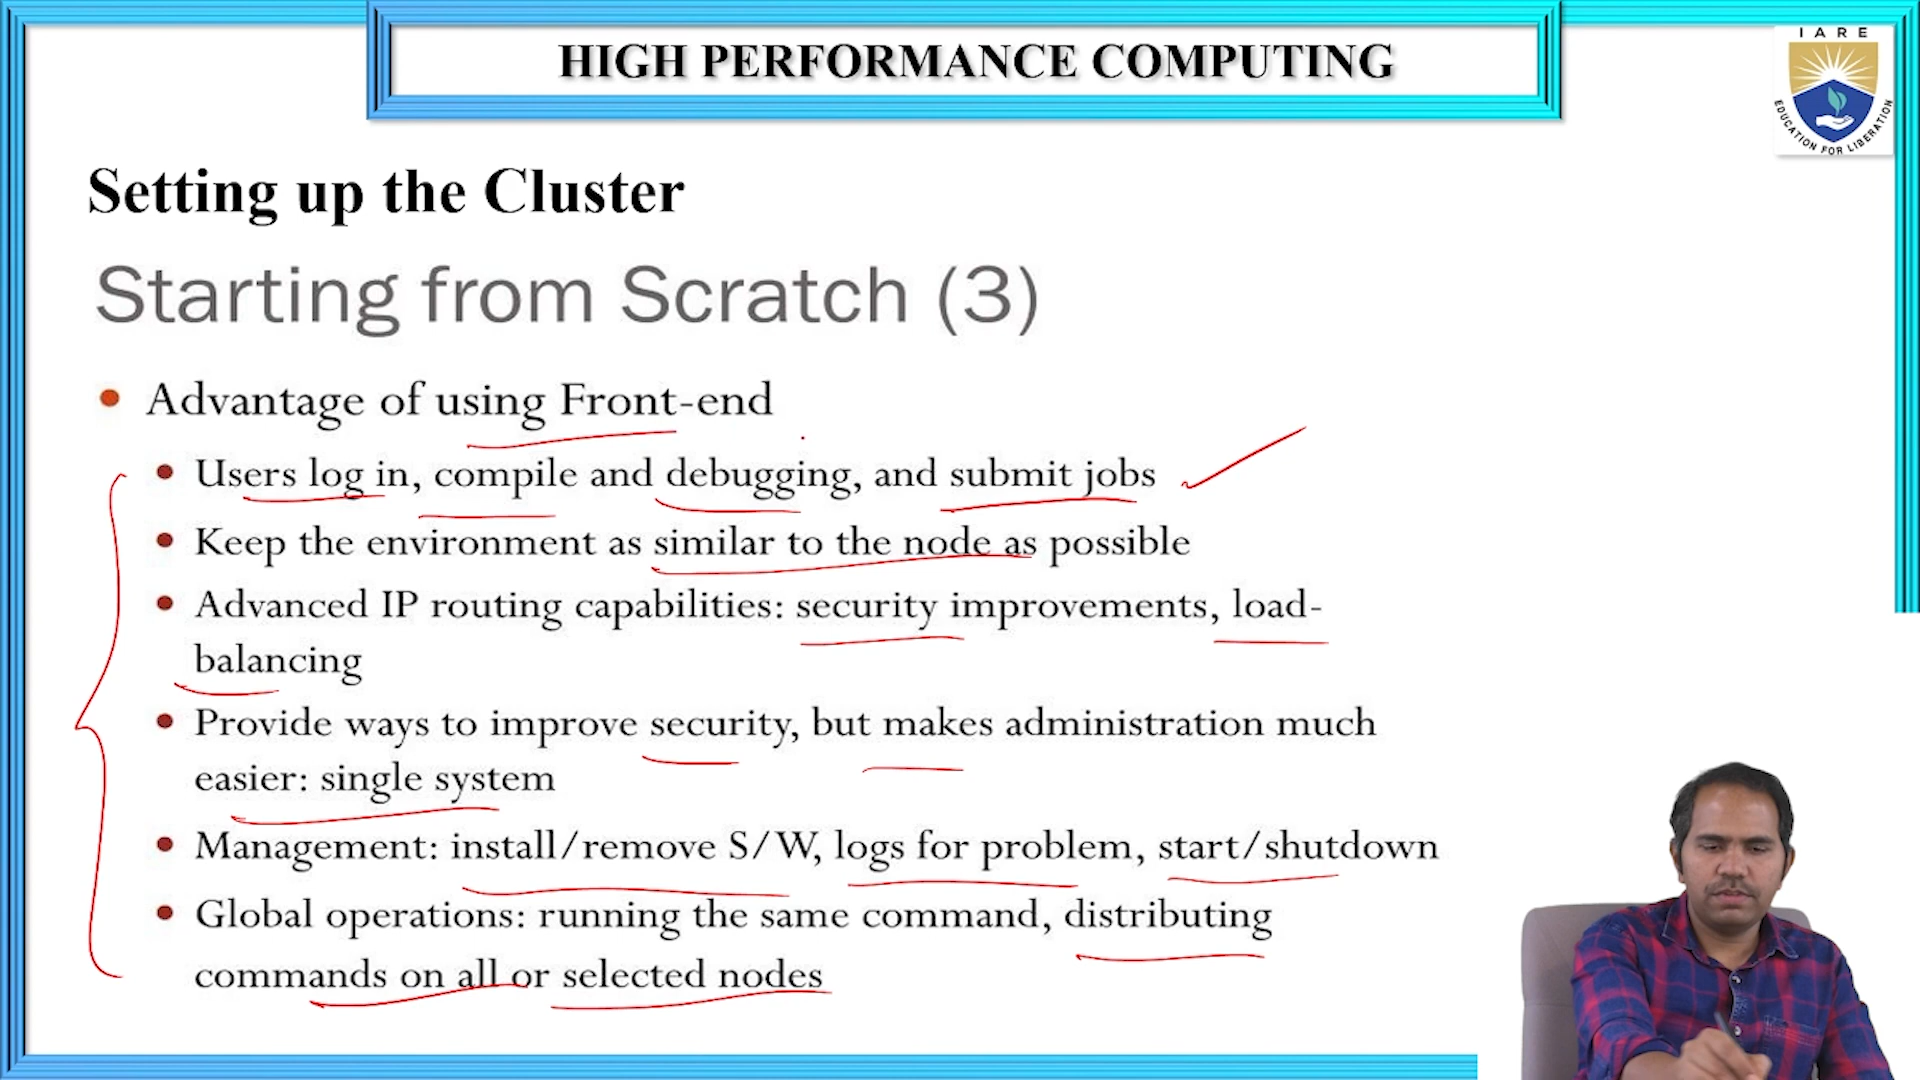 HIGH PERFORMANCE COMPUTING
IARE
EDUCATION FOR LIBERATION
Setting up the Cluster
Starting from Scratch (3)
• Advantage of using Front-end
• Users log in, compile and debugging, and submit jobs
• Keep the environment as similar to the node as possible
• Advanced IP routing capabilities: security improvements, load-
balancing
• Provide ways to improve security, but makes administration much
easier: single system
• Management: install/remove S/W, logs for problem, start/shutdown
• Global operations: running the same command, distributing
commands on all or selected nodes